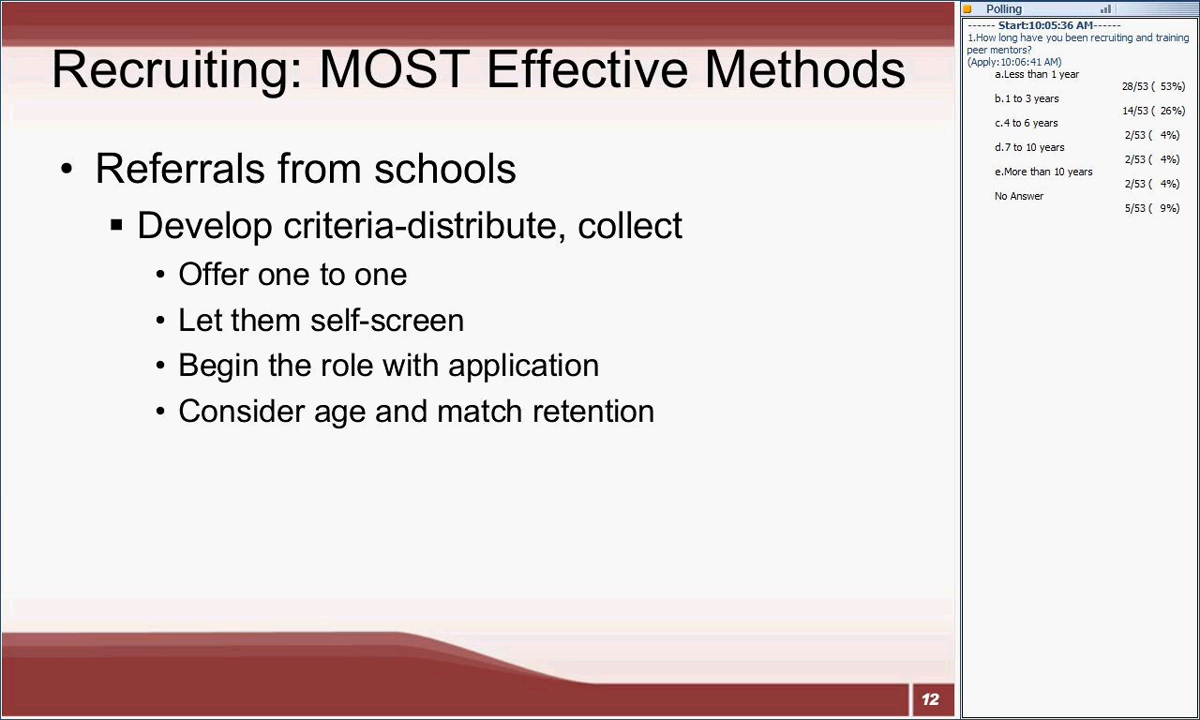 Recruiting: MOST Effective Methods
• Referrals from schools
▪ Develop criteria-distribute, collect
• Offer one to one
• Let them self-screen
• Begin the role with application
• Consider age and match retention
12
Polling
------ Start:10:05:36 AM------
1.How long have you been recruiting and training
peer mentors?
(Apply:10:06:41 AM)
a.Less than 1 year
28/53 ( 53%)
b.1 to 3 years
14/53 ( 26%)
c.4 to 6 years
2/53 ( 4%)
d.7 to 10 years
2/53 ( 4%)
e.More than 10 years
2/53 ( 4%)
No Answer
5/53 ( 9%)